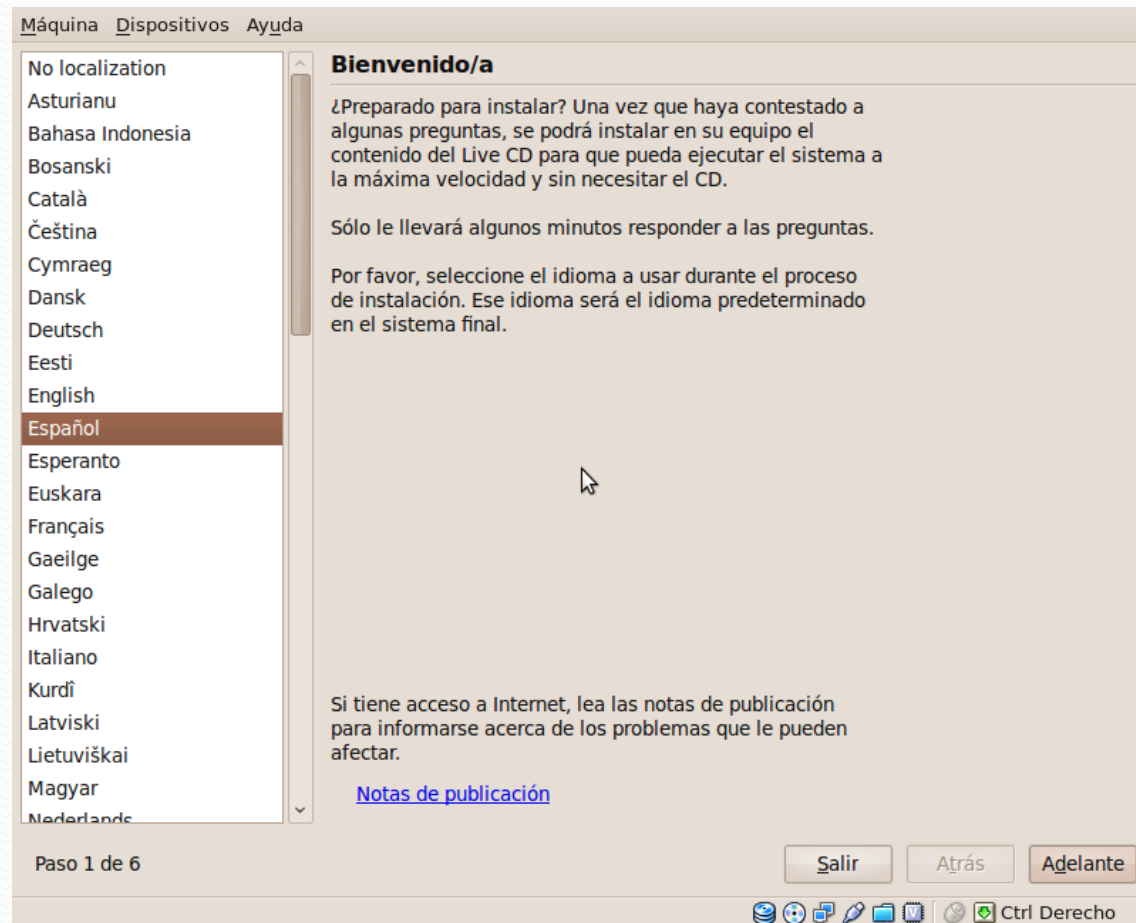 Máquina Dispositivos Ayuda
No localization
Asturianu
Bahasa Indonesia
Bosanski
Català
Čeština
Cymraeg
Dansk
Deutsch
Eesti
English
Español
Esperanto
Euskara
Français
Gaeilge
Galego
Hrvatski
Italiano
Kurdî
Latviski
Lietuviškai
Magyar
Nederlands
Bienvenido/a
¿Preparado para instalar? Una vez que haya contestado a
algunas preguntas, se podrá instalar en su equipo el
contenido del Live CD para que pueda ejecutar el sistema a
la máxima velocidad y sin necesitar el CD.
Sólo le llevará algunos minutos responder a las preguntas.
Por favor, seleccione el idioma a usar durante el proceso
de instalación. Ese idioma será el idioma predeterminado
en el sistema final.
Si tiene acceso a Internet, lea las notas de publicación
para informarse acerca de los problemas que le pueden
afectar.
Notas de publicación
Paso 1 de 6
Salir Atrás Adelante
Ctrl Derecho